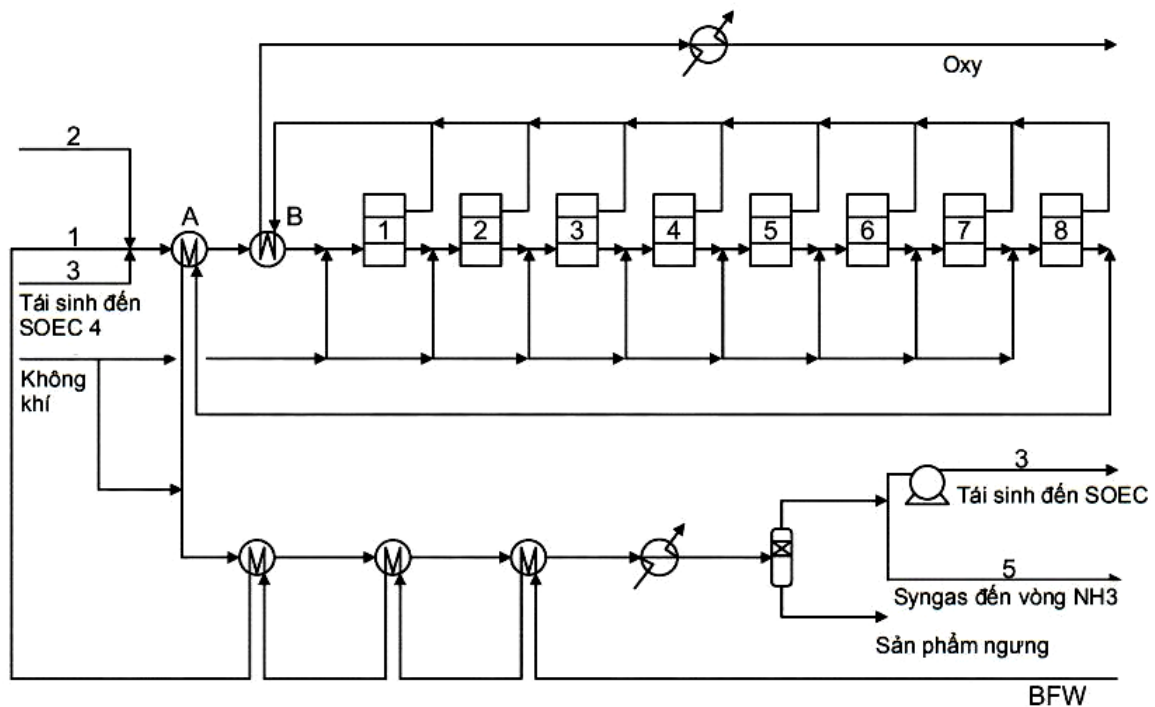 Oxy
2
A
B
1
3
Tái sinh đến
SOEC 4
1
2
3
4
5
6
7
8
Không
khí
3
Tái sinh đến SOEC
5
Syngas đến vòng NH3
Sản phẩm ngưng
BFW